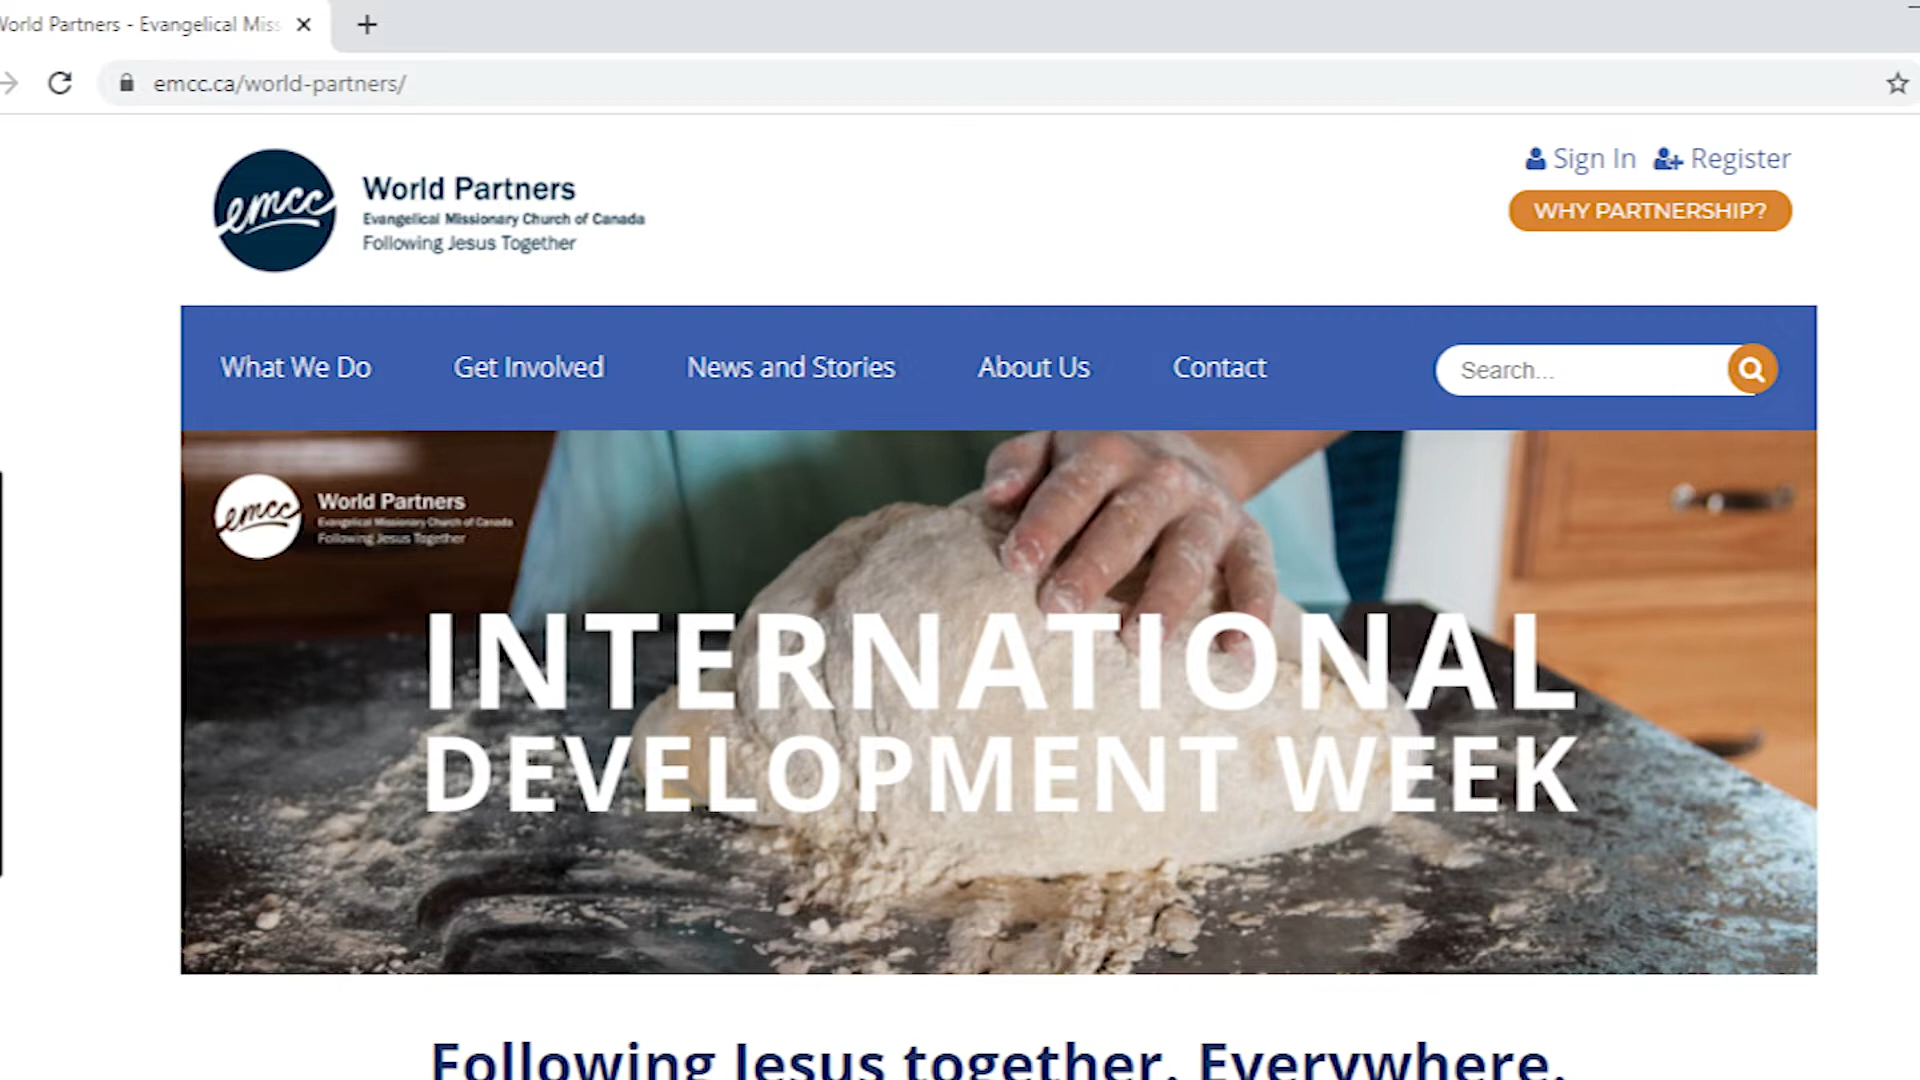 World Partners - Evangelical Miss
emcc.ca/world-partners/
emcc
World Partners
Evangelical Missionary Church of Canada
Following Jesus Together
Sign In Register
WHY PARTNERSHIP?
What We Do Get Involved News and Stories About Us Contact Search...
emcc
World Partners
Evangelical Missionary Church of Canada
Following Jesus Together
INTERNATIONAL
DEVELOPMENT WEEK
Following Jesus together. Everywhere.